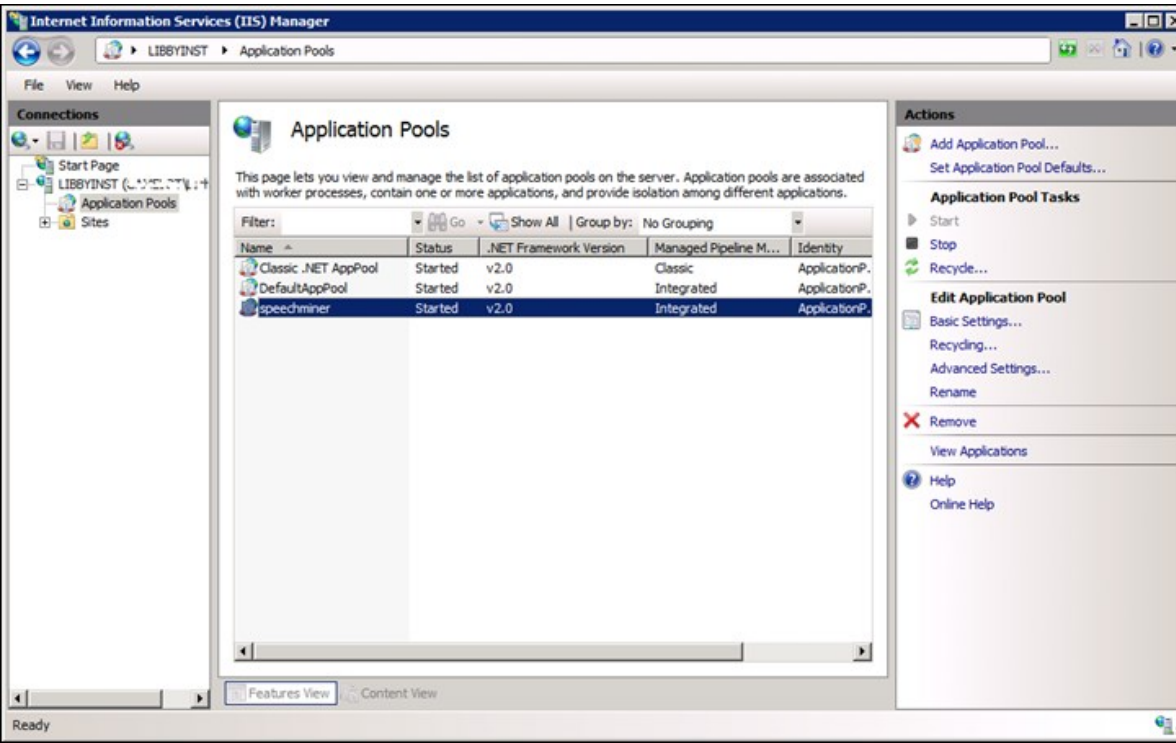 Internet Information Services (IIS) Manager
LIBBYINST Application Pools
File View Help
Connections
Start Page
LIBBYINST (
Application Pools
Sites
Application Pools
This page lets you view and manage the list of application pools on the server. Application pools are associated
with worker processes, contain one or more applications, and provide isolation among different applications.
Filter: Go Show All Group by: No Grouping
Name Status .NET Framework Version Managed Pipeline M... Identity
Classic .NET AppPool Started v2.0 Classic ApplicationP.
DefaultAppPool Started v2.0 Integrated ApplicationP.
speechminer Started v2.0 Integrated ApplicationP.
Features View Content View
Actions
Add Application Pool...
Set Application Pool Defaults...
Application Pool Tasks
Start
Stop
Recycle...
Edit Application Pool
Basic Settings...
Recycling...
Advanced Settings...
Rename
Remove
View Applications
Help
Online Help
Ready